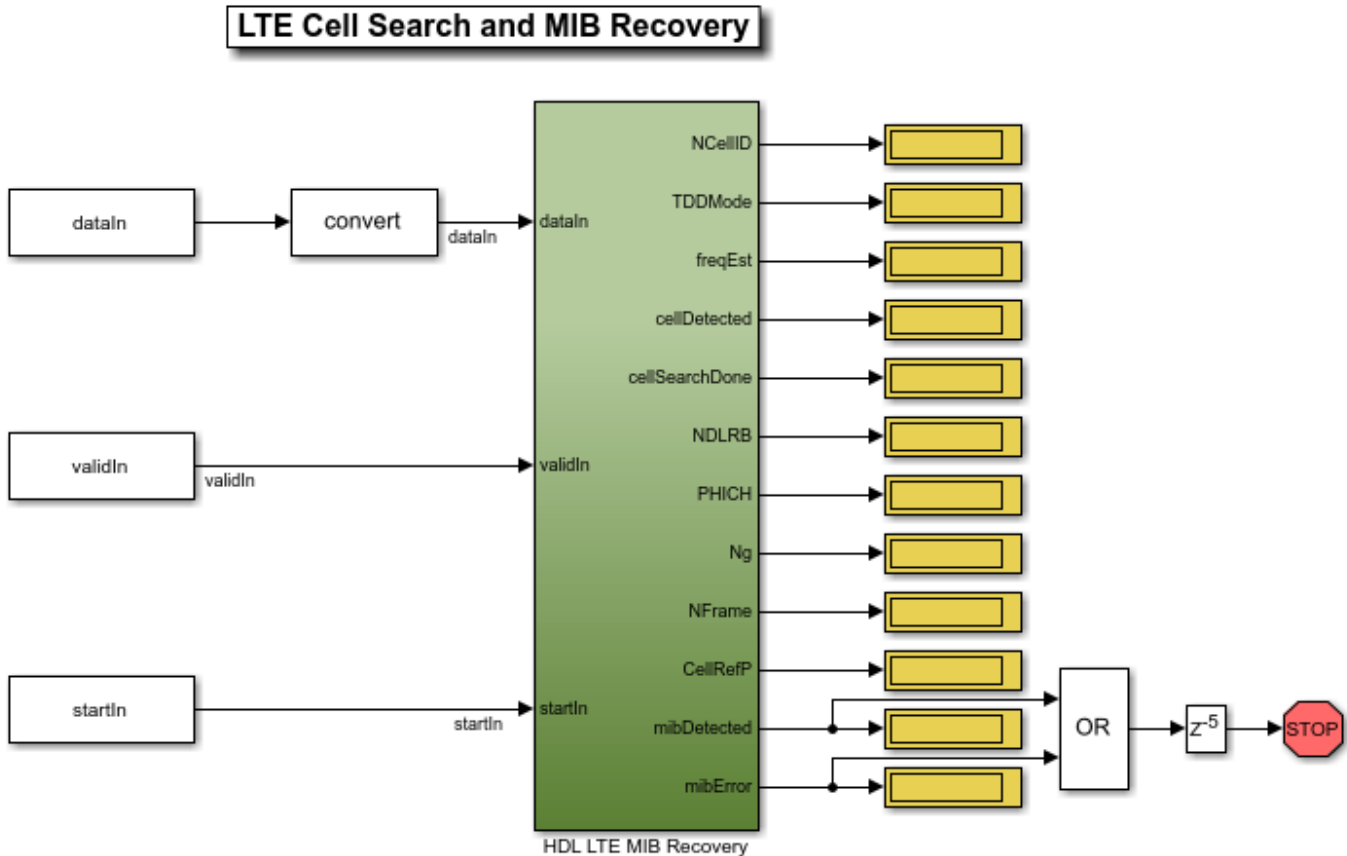 LTE Cell Search and MIB Recovery
NCellID
TDDMode
dataIn
convert
dataIn
dataIn
freqEst
cellDetected
cellSearchDone
NDLRB
validIn
validIn
validIn
PHICH
Ng
NFrame
CellRefP
startIn
startIn
startIn
mibDetected
OR
Z-5
STOP
mibError
HDL LTE MIB Recovery